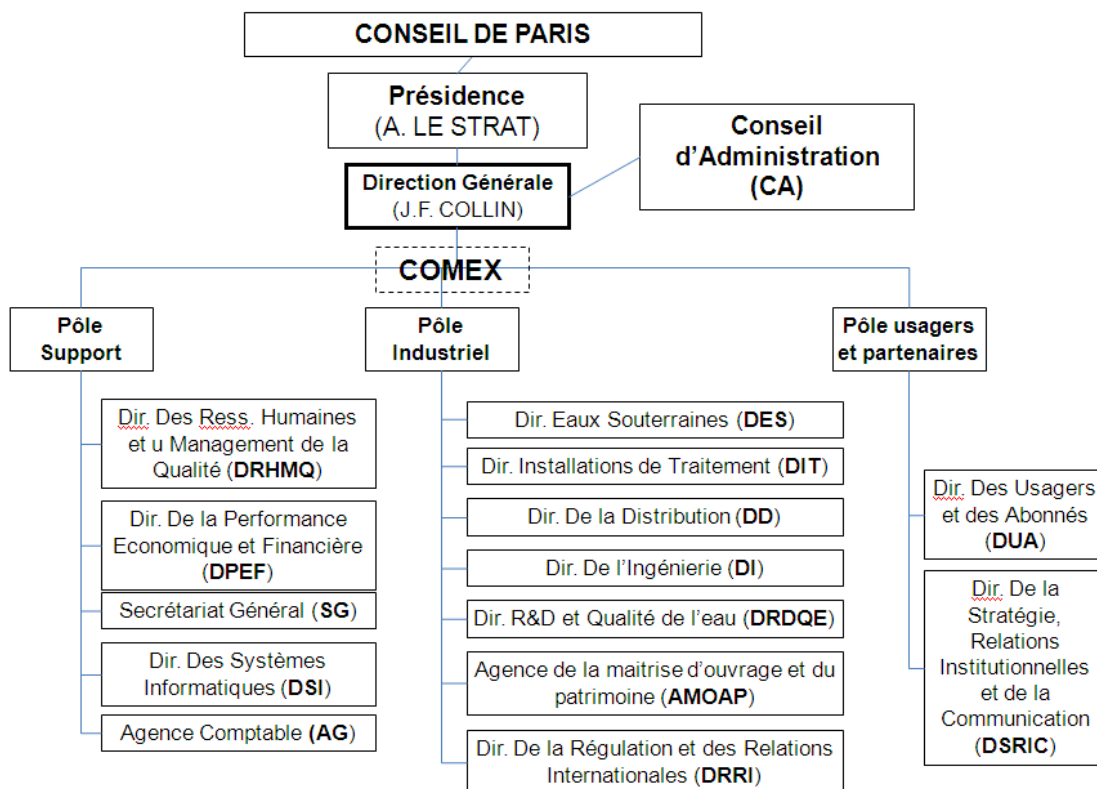 CONSEIL DE PARIS
Présidence
(A. LE STRAT)
Conseil
d’Administration
(CA)
Direction Générale
(J.F. COLLIN)
COMEX
Pôle
Support
Pôle
Industriel
Pôle usagers
et partenaires
Dir. Des Ress. Humaines
et u Management de la
Qualité (DRHMQ)
Dir. De la Performance
Economique et Financière
(DPEF)
Secrétariat Général (SG)
Dir. Des Systèmes
Informatiques (DSI)
Agence Comptable (AG)
Dir. Eaux Souterraines (DES)
Dir. Installations de Traitement (DIT)
Dir. De la Distribution (DD)
Dir. De l’Ingénierie (DI)
Dir. R&D et Qualité de l’eau (DRDQE)
Agence de la maitrise d’ouvrage et du
patrimoine (AMOAP)
Dir. De la Régulation et des Relations
Internationales (DRRI)
Dir. Des Usagers
et des Abonnés
(DUA)
Dir. De la
Stratégie,
Relations
Institutionnelles
et de la
Communication
(DSRIC)